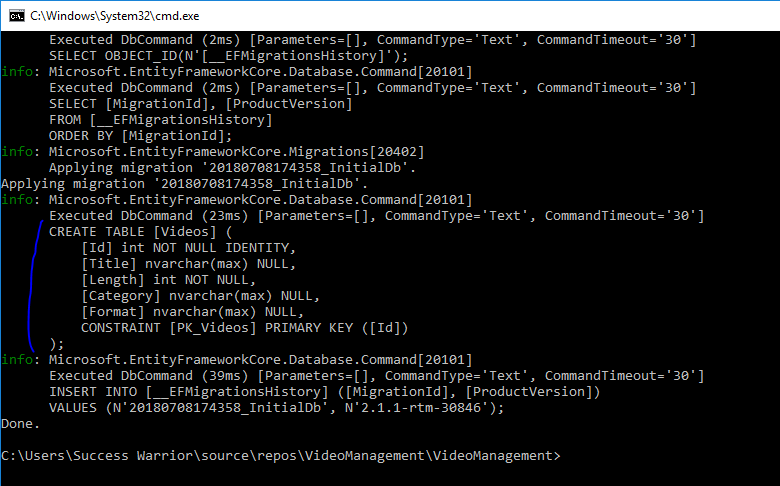 C:\Windows\System32\cmd.exe
Executed DbCommand (2ms) [Parameters=[], CommandType='Text', CommandTimeout='30']
SELECT OBJECT_ID(N'[__EFMigrationsHistory]');
info: Microsoft.EntityFrameworkCore.Database.Command[20101]
Executed DbCommand (2ms) [Parameters=[], CommandType='Text', CommandTimeout='30']
SELECT [MigrationId], [ProductVersion]
FROM [__EFMigrationsHistory]
ORDER BY [MigrationId];
info: Microsoft.EntityFrameworkCore.Migrations[20402]
Applying migration '20180708174358_InitialDb'.
Applying migration '20180708174358_InitialDb'.
info: Microsoft.EntityFrameworkCore.Database.Command[20101]
Executed DbCommand (23ms) [Parameters=[], CommandType='Text', CommandTimeout='30']
CREATE TABLE [Videos] (
[Id] int NOT NULL IDENTITY,
[Title] nvarchar(max) NULL,
[Length] int NOT NULL,
[Category] nvarchar(max) NULL,
[Format] nvarchar(max) NULL,
CONSTRAINT [PK_Videos] PRIMARY KEY ([Id])
);
info: Microsoft.EntityFrameworkCore.Database.Command[20101]
Executed DbCommand (39ms) [Parameters=[], CommandType='Text', CommandTimeout='30']
INSERT INTO [__EFMigrationsHistory] ([MigrationId], [ProductVersion])
VALUES (N'20180708174358_InitialDb', N'2.1.1-rtm-30846');
Done.
C:\Users\Success Warrior\source\repos\VideoManagement\VideoManagement>